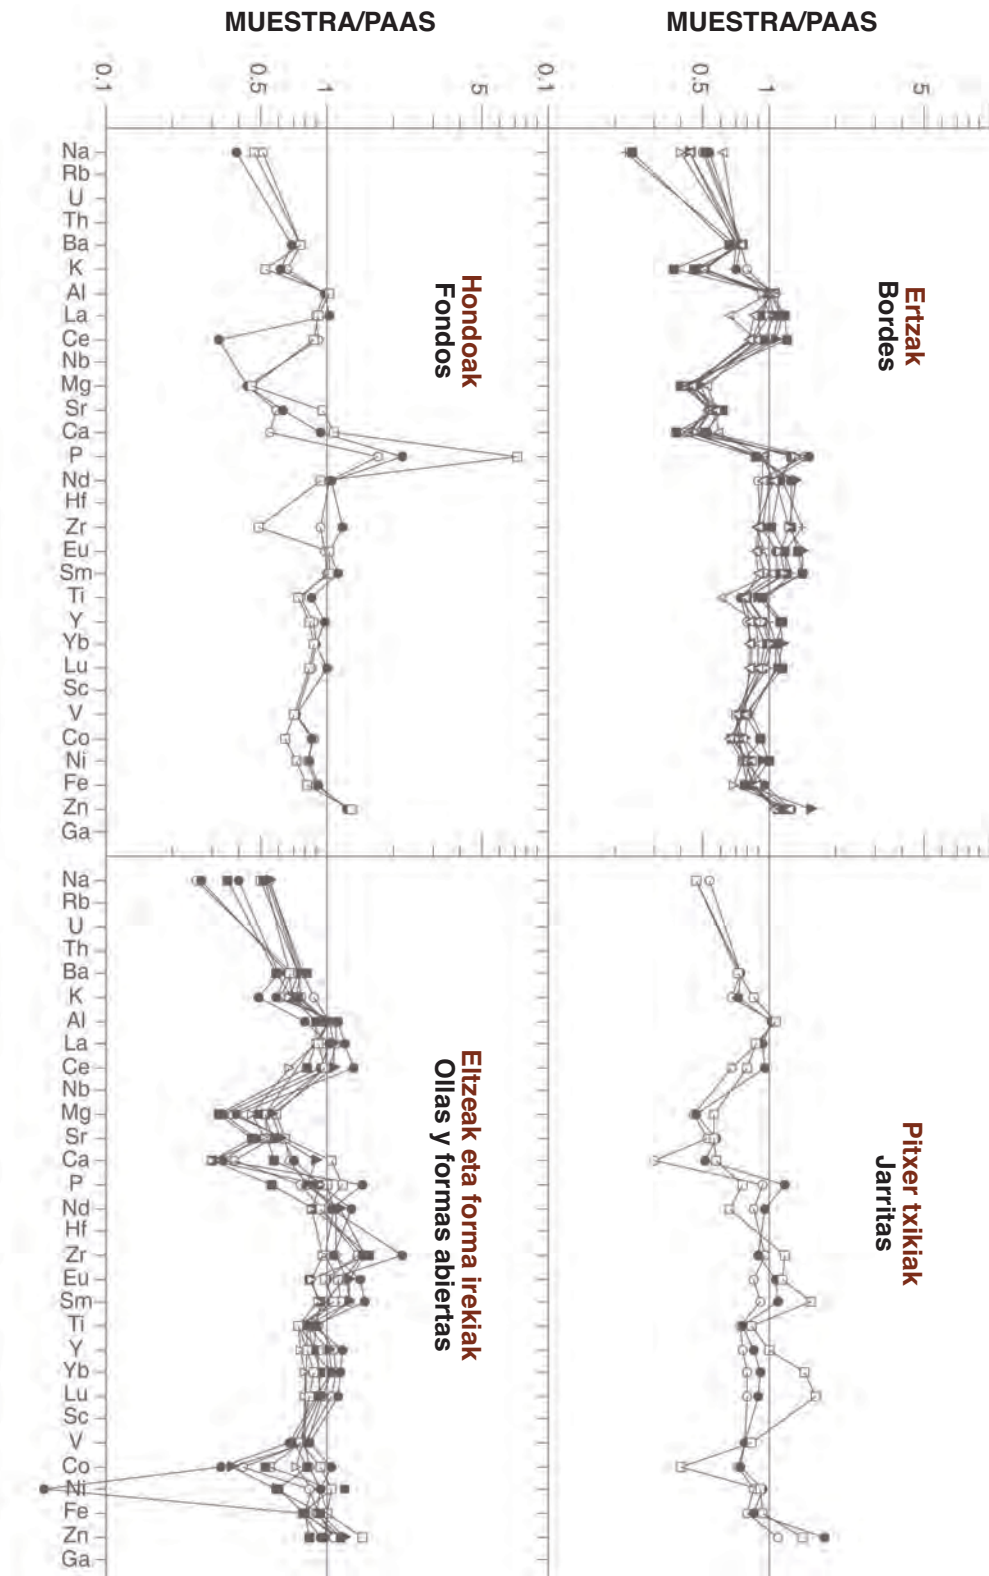 MUESTRA/PAAS
MUESTRA/PAAS
0.1
0.5
1
5
0.1
0.5
1
5
Hondoak
Fondos
Ertzak
Bordes
Na
Rb
U
Th
Ba
K
Al
La
Ce
Nb
Mg
Sr
Ca
P
Nd
Hf
Zr
Eu
Sm
Ti
Y
Yb
Lu
Sc
V
Co
Ni
Fe
Zn
Ga
Eltzeak eta forma irekiak
Ollas y formas abiertas
Pitxer txikiak
Jarritas
Na
Rb
U
Th
Ba
K
Al
La
Ce
Nb
Mg
Sr
Ca
P
Nd
Hf
Zr
Eu
Sm
Ti
Y
Yb
Lu
Sc
V
Co
Ni
Fe
Zn
Ga